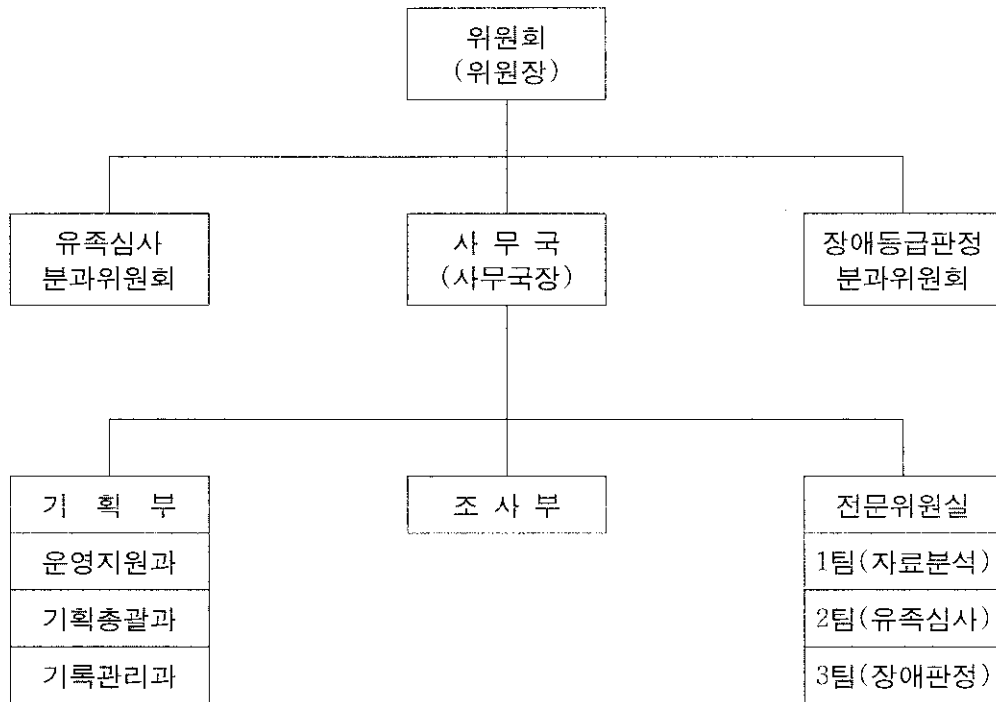 위원회
(위원장)
유족심사
분과위원회
사 무 국
(사무국장)
장애등급판정
분과위원회
기 획 부
운영지원과
기획총괄과
기록관리과
조 사 부
전문위원실
1팀(자료분석)
2팀(유족심사)
3팀(장애판정)